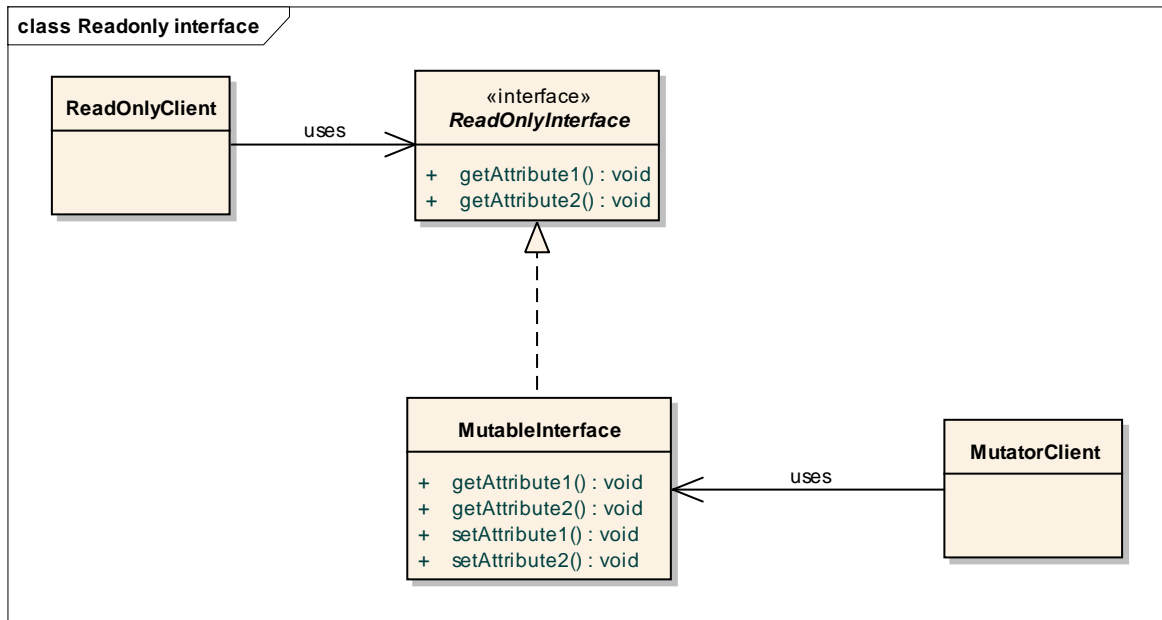 class Readonly interface
ReadOnlyClient
uses
«interface»
ReadOnlyInterface
+ getAttribute1() : void
+ getAttribute2() : void
MutableInterface
+ getAttribute1() : void
+ getAttribute2() : void
+ setAttribute1() : void
+ setAttribute2() : void
uses
MutatorClient